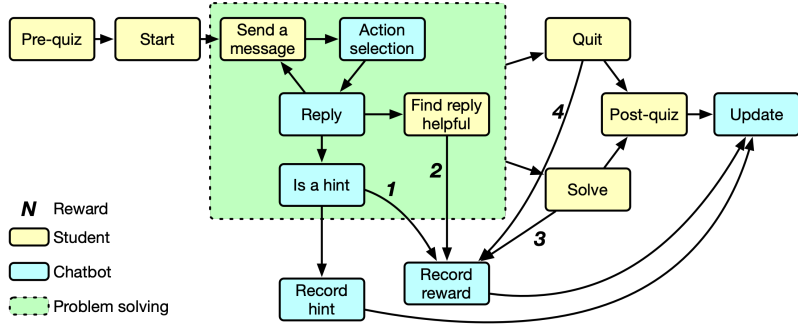 Pre-quiz
Start
Send a
message
Action
selection
Quit
Reply
Find reply
helpful
4
Post-quiz
Update
Is a hint
1
2
Solve
N Reward
Student
3
Chatbot
Record
hint
Record
reward
Problem solving